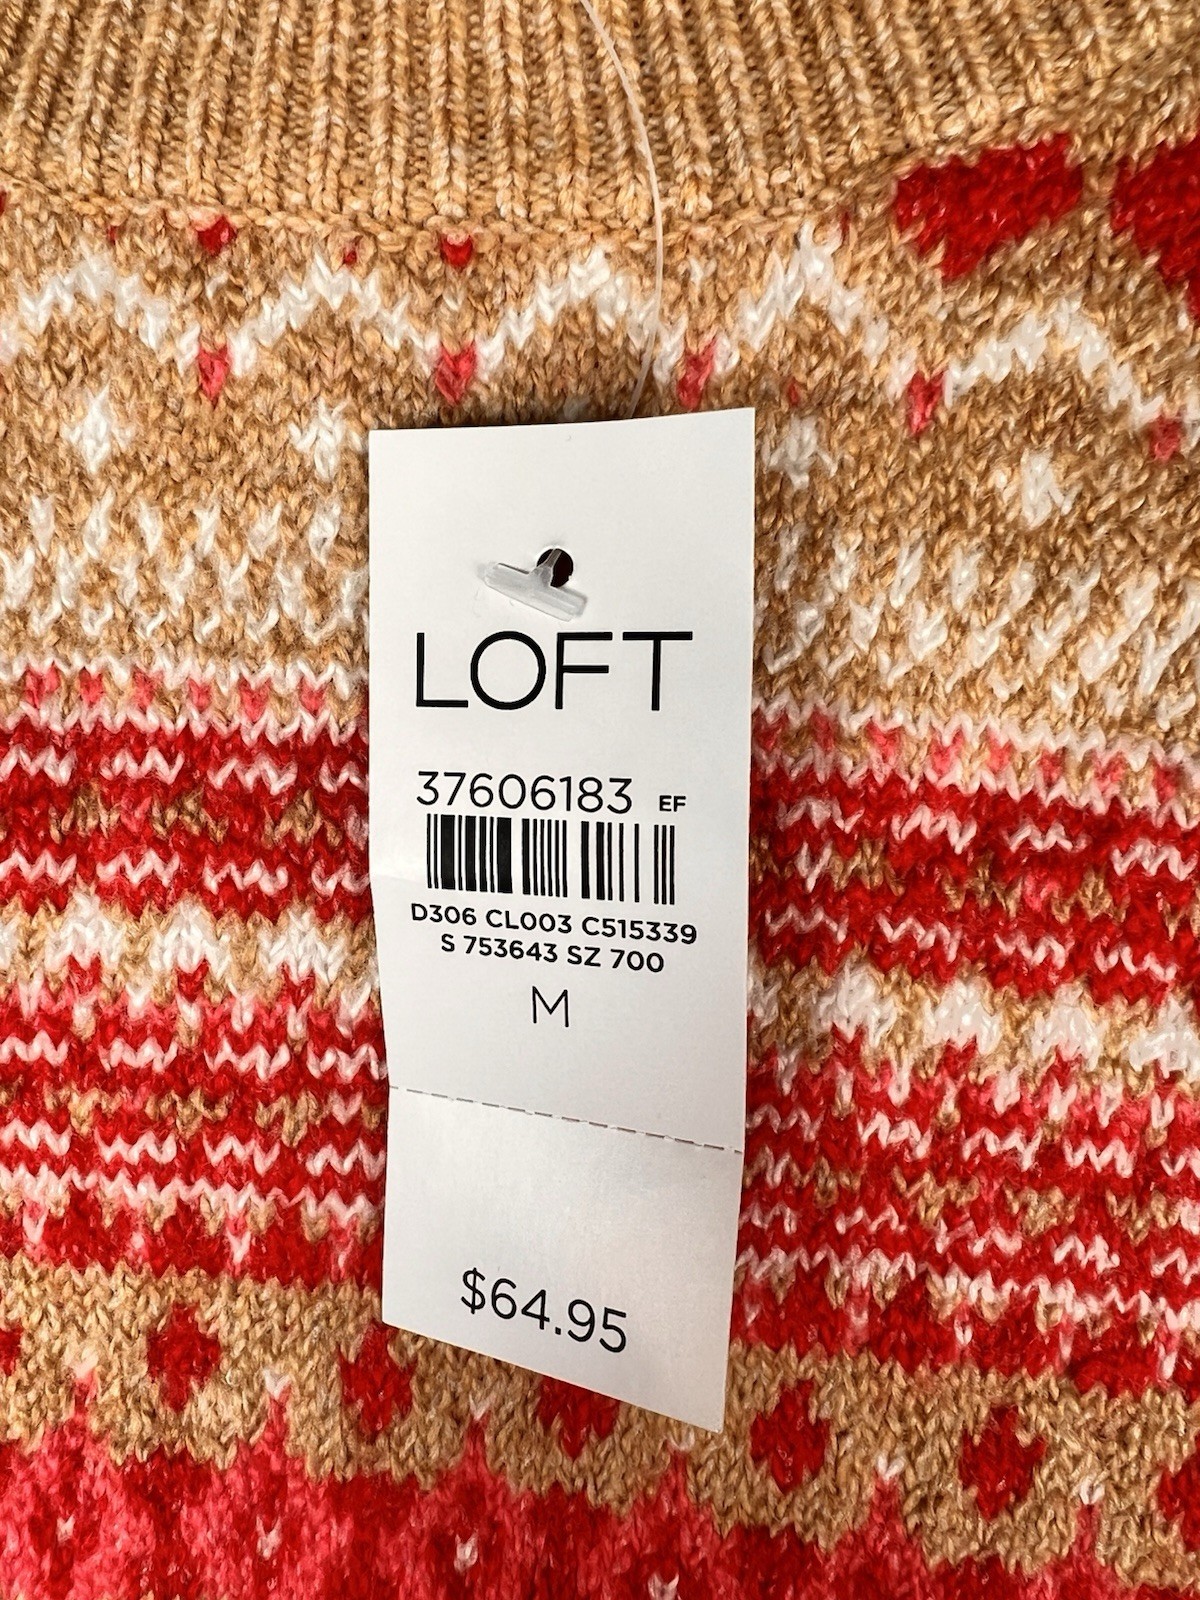 LOFT
37606183 EF
D306 CL003 C515339
S 753643 SZ 700
M
$64.95